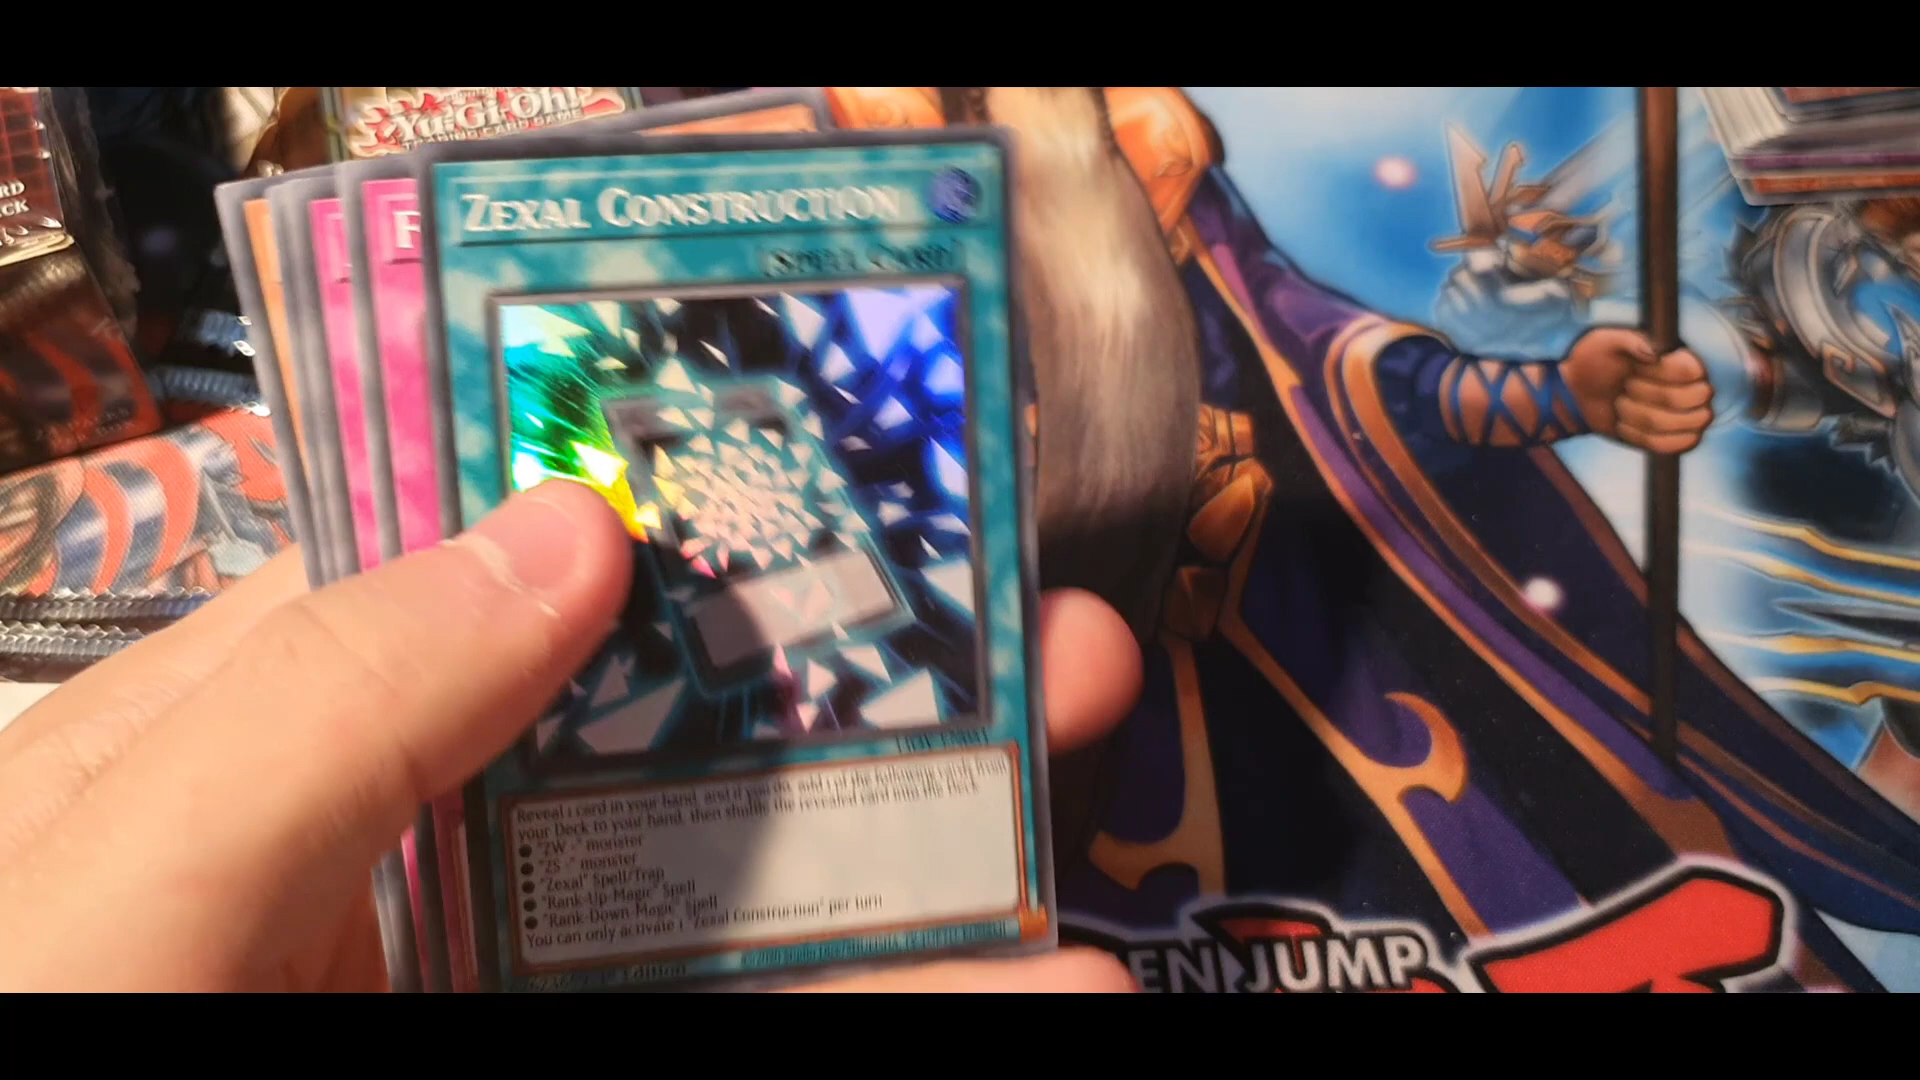 Yu-Gi-Oh!
TRADING CARD GAME
ZEXAL CONSTRUCTION
[SPELL CARD]
Reveal 1 card in your hand, and if you do, add 1 of the following cards from
your Deck to your hand, then shuffle the revealed card into the Deck
● "ZW -" monster
● "ZS -" monster
● "Zexal" Spell/Trap
● "Rank-Up-Magic" Spell
● "Rank-Down-Magic" Spell
You can only activate 1 "Zexal Construction" per turn
Edition
EN JUMP